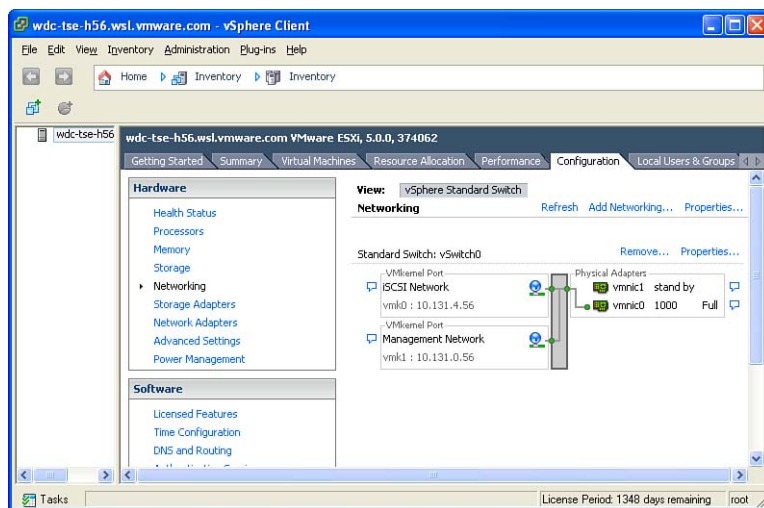 wdc-tse-h56.wsl.vmware.com - vSphere Client
File Edit View Inventory Administration Plug-ins Help
Home Inventory Inventory
wdc-tse-h56
wdc-tse-h56.wsl.vmware.com VMware ESXi, 5.0.0, 374062
Getting Started Summary Virtual Machines Resource Allocation Performance Configuration Local Users & Groups
Hardware
Health Status
Processors
Memory
Storage
Networking
Storage Adapters
Network Adapters
Advanced Settings
Power Management
Software
Licensed Features
Time Configuration
DNS and Routing
View: vSphere Standard Switch
Networking Refresh Add Networking... Properties...
Standard Switch: vSwitch0 Remove... Properties...
VMkernel Port
iSCSI Network
vmk0 : 10.131.4.56
VMkernel Port
Management Network
vmk1 : 10.131.0.56
Physical Adapters
vmnic1 stand by
vmnic0 1000 Full
Tasks
License Period: 1348 days remaining root